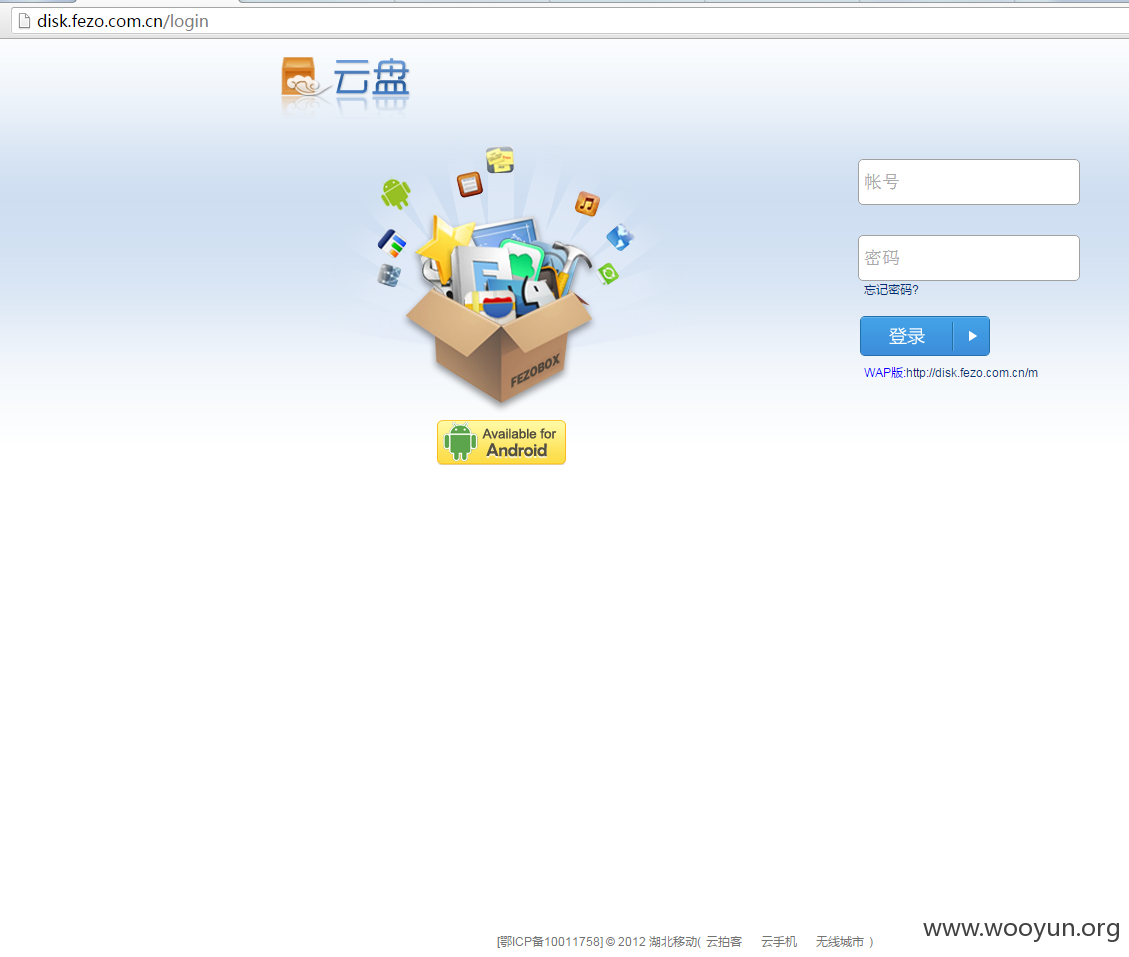 disk.fezo.com.cn/login
云盘
帐号
密码
忘记密码?
登录
WAP版:http://disk.fezo.com.cn/m
FEZOBOX
Available for
Android
www.wooyun.org
[鄂ICP备10011758] © 2012 湖北移动( 云拍客 云手机 无线城市 )